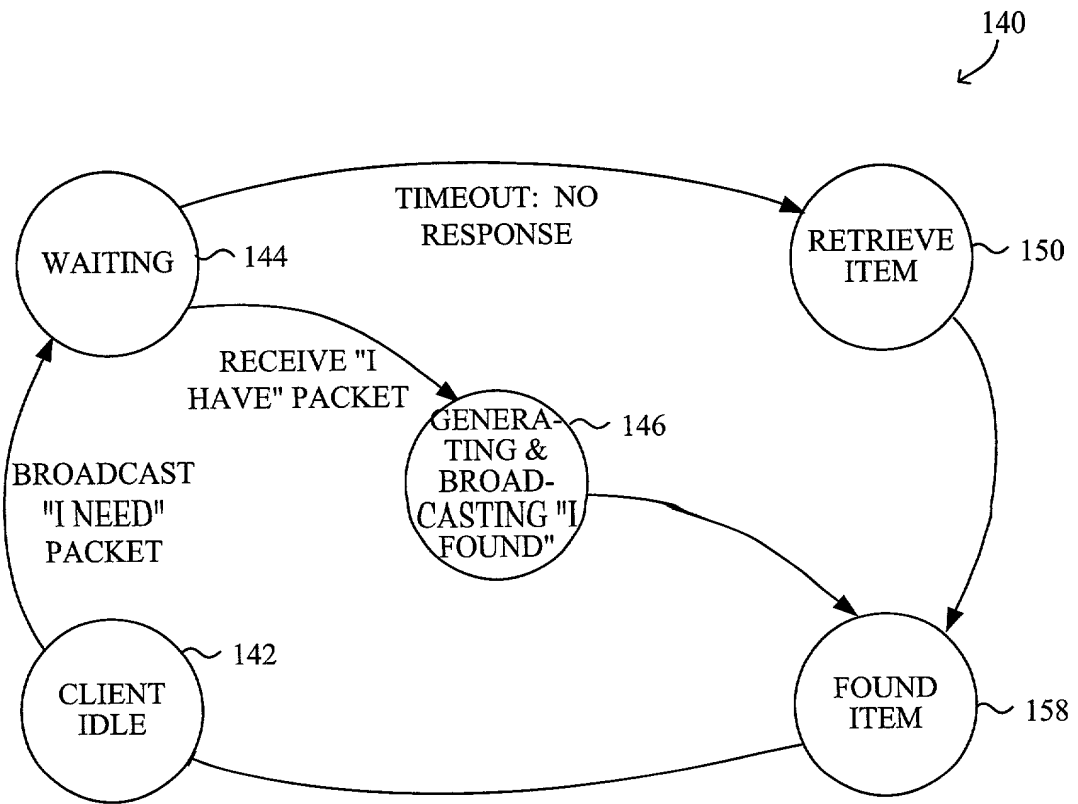 140
TIMEOUT: NO
RESPONSE
WAITING
144
RETRIEVE
ITEM
150
RECEIVE "I
HAVE" PACKET
GENERA-
TING &
BROAD-
CASTING "I
FOUND"
146
BROADCAST
"I NEED"
PACKET
142
CLIENT
IDLE
FOUND
ITEM
158